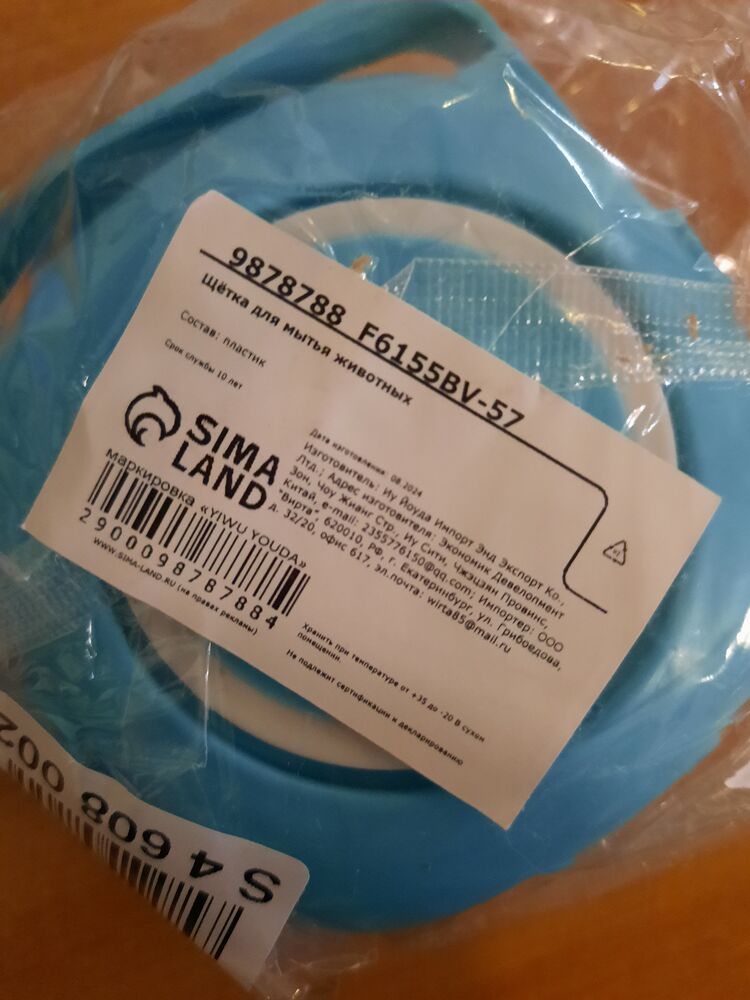 9878788 F6155BV-57
Щётка для мытья животных
Состав: пластик
Срок службы 10 лет
SIMA
LAND
маркировка «YIWU YOUDA»
2900098787884
WWW.SIMA-LAND.RU (на правах рекламы)
Дата изготовления: 08.2024
Изготовитель: Иу Йоуда Импорт Энд Экспорт Ко.,
Лтд.; Адрес изготовителя: Экономик Девелопмент
Зон, Чоу Жианг Стр., Иу Сити, Чжэцзян Провинс,
Китай, e-mail: 2355776150@qq.com; Импортер: ООО
"Вирта" 620010, РФ, г. Екатеринбург, ул. Грибоедова,
д. 32/20, офис 617, эл.почта: wirta85@mail.ru
Хранить при температуре от +35 до -20 В сухом
помещении.
Не подлежит сертификации и декларированию
S 4 608 002